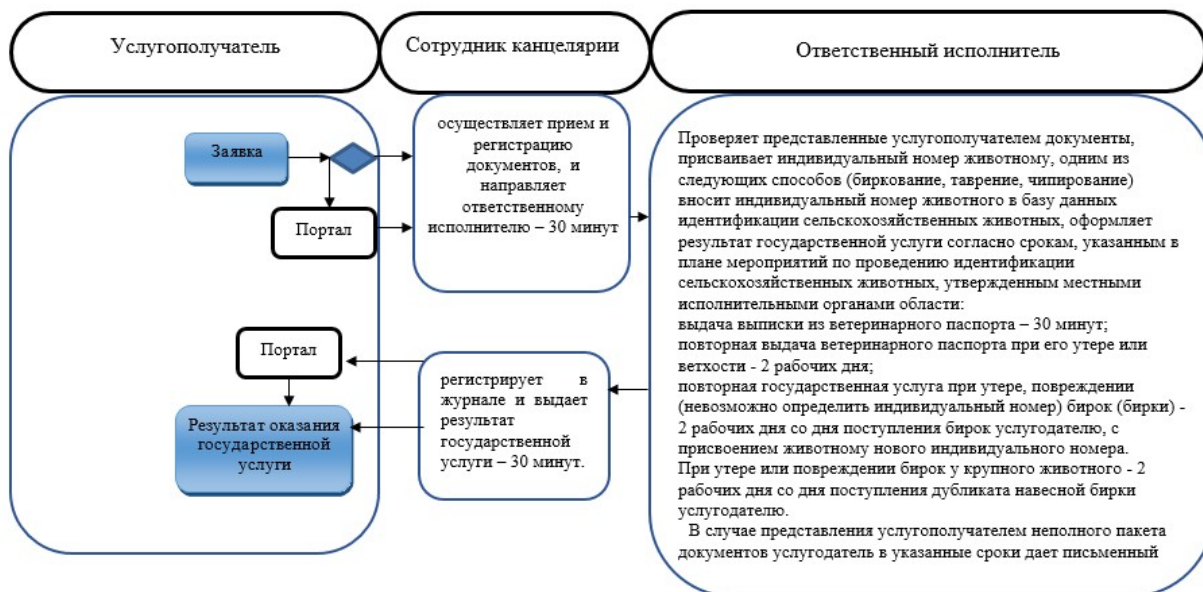 Услугополучатель
Сотрудник канцелярии
Ответственный исполнитель
Заявка
Портал
осуществляет прием и
регистрацию
документов, и
направляет
ответственному
исполнителю – 30 минут
Проверяет представленные услугополучателем документы,
присваивает индивидуальный номер животному, одним из
следующих способов (биркование, таврение, чипирование)
вносит индивидуальный номер животного в базу данных
идентификации сельскохозяйственных животных, оформляет
результат государственной услуги согласно срокам, указанным в
плане мероприятий по проведению идентификации
сельскохозяйственных животных, утвержденным местными
исполнительными органами области:
выдача выписки из ветеринарного паспорта – 30 минут;
повторная выдача ветеринарного паспорта при его утере или
ветхости - 2 рабочих дня;
повторная государственная услуга при утере, повреждении
(невозможно определить индивидуальный номер) бирок (бирки) -
2 рабочих дня со дня поступления бирок услугодателю, с
присвоением животному нового индивидуального номера.
При утере или повреждении бирок у крупного животного - 2
рабочих дня со дня поступления дубликата навесной бирки
услугодателю.
В случае представления услугополучателем неполного пакета
документов услугодатель в указанные сроки дает письменный
регистрирует в
журнале и выдает
результат
государственной
услуги – 30 минут.
Портал
Результат оказания
государственной
услуги